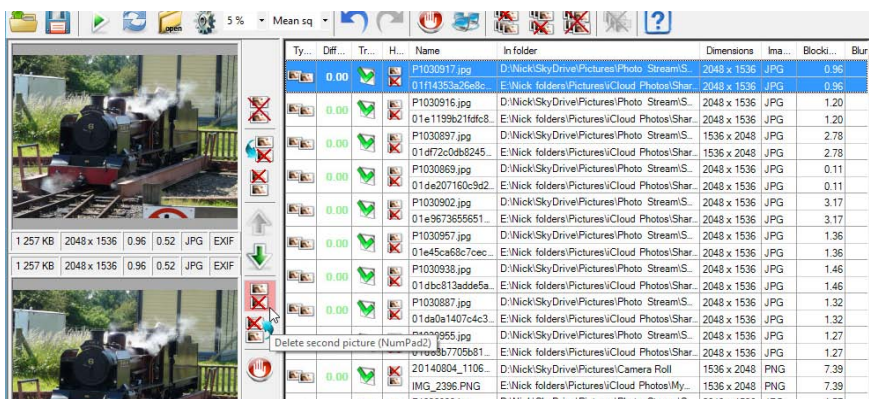 open
5 %
Mean sq
Ty... Diff... Tr... H... Name In folder Dimensions Ima... Blocki... Blur
0.00 P1030917.jpg D:\Nick\SkyDrive\Pictures\Photo Stream\S... 2048 x 1536 JPG 0.96
01f14353a26e8c... E:\Nick folders\Pictures\iCloud Photos\Shar... 2048 x 1536 JPG 0.96
0.00 P1030916.jpg D:\Nick\SkyDrive\Pictures\Photo Stream\S... 2048 x 1536 JPG 1.20
01e1199b21fdfc8... E:\Nick folders\Pictures\iCloud Photos\Shar... 2048 x 1536 JPG 1.20
0.00 P1030897.jpg D:\Nick\SkyDrive\Pictures\Photo Stream\S... 1536 x 2048 JPG 2.78
01df72c0db8245... E:\Nick folders\Pictures\iCloud Photos\Shar... 1536 x 2048 JPG 2.78
0.00 P1030869.jpg D:\Nick\SkyDrive\Pictures\Photo Stream\S... 2048 x 1536 JPG 0.11
01de207160c9d2... E:\Nick folders\Pictures\iCloud Photos\Shar... 2048 x 1536 JPG 0.11
0.00 P1030902.jpg D:\Nick\SkyDrive\Pictures\Photo Stream\S... 2048 x 1536 JPG 3.17
01e9673655651... E:\Nick folders\Pictures\iCloud Photos\Shar... 2048 x 1536 JPG 3.17
0.00 P1030957.jpg D:\Nick\SkyDrive\Pictures\Photo Stream\S... 2048 x 1536 JPG 1.36
01e45ca68c7cec... E:\Nick folders\Pictures\iCloud Photos\Shar... 2048 x 1536 JPG 1.36
0.00 P1030938.jpg D:\Nick\SkyDrive\Pictures\Photo Stream\S... 2048 x 1536 JPG 1.46
01dbc813adde5a... E:\Nick folders\Pictures\iCloud Photos\Shar... 2048 x 1536 JPG 1.46
0.00 P1030887.jpg D:\Nick\SkyDrive\Pictures\Photo Stream\S... 2048 x 1536 JPG 1.32
01da0a1407c4c3... E:\Nick folders\Pictures\iCloud Photos\Shar... 2048 x 1536 JPG 1.32
D:\Nick\SkyDrive\Pictures\Photo Stream\S... 2048 x 1536 JPG 1.27
E:\Nick folders\Pictures\iCloud Photos\Shar... 2048 x 1536 JPG 1.27
0.00 20140804_1106... D:\Nick\SkyDrive\Pictures\Camera Roll 1536 x 2048 PNG 7.39
IMG_2396.PNG E:\Nick folders\Pictures\iCloud Photos\My... 1536 x 2048 PNG 7.39
1 257 KB 2048 x 1536 0.96 0.52 JPG EXIF
1 257 KB 2048 x 1536 0.96 0.52 JPG EXIF
Delete second picture (NumPad2)